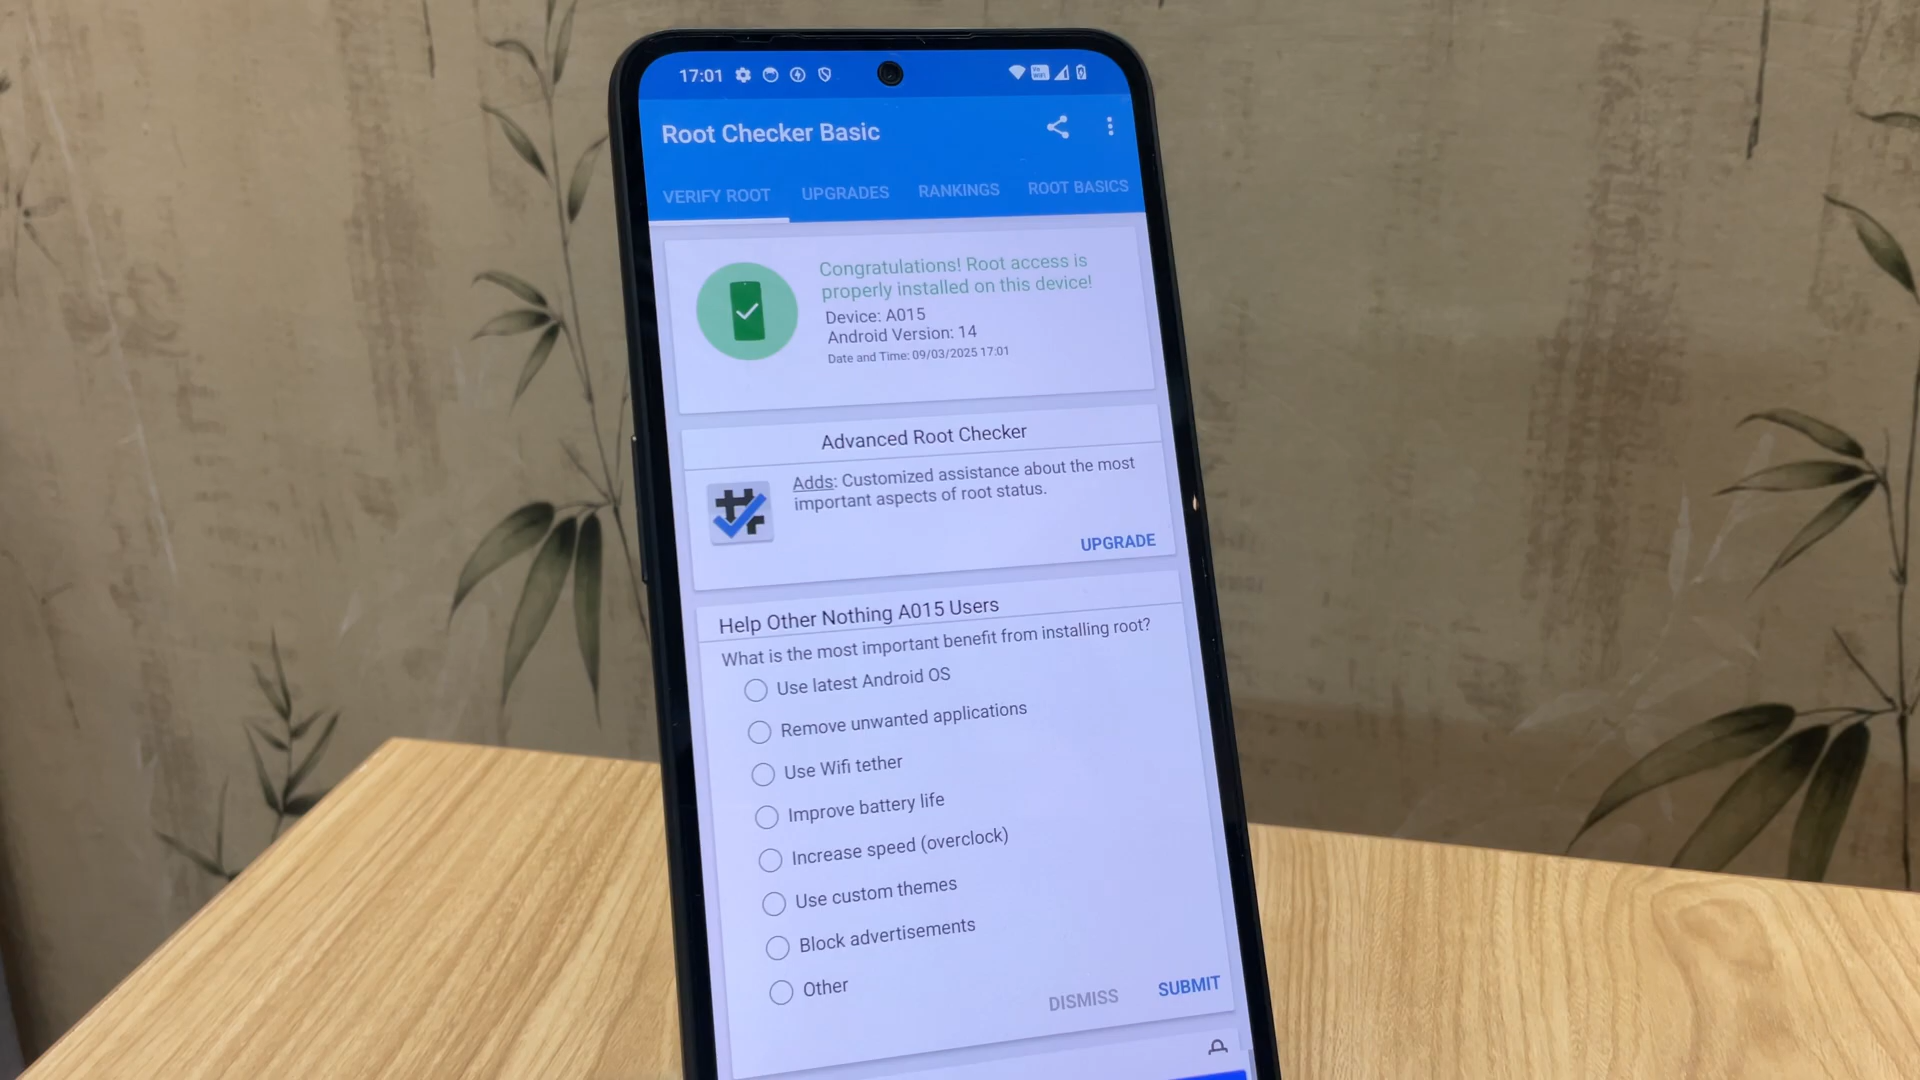 17:01
Root Checker Basic
VERIFY ROOT UPGRADES RANKINGS ROOT BASICS
Congratulations! Root access is
properly installed on this device!
Device: A015
Android Version: 14
Date and Time: 09/03/2025 17:01
Advanced Root Checker
Adds: Customized assistance about the most
important aspects of root status.
UPGRADE
Help Other Nothing A015 Users
What is the most important benefit from installing root?
Use latest Android OS
Remove unwanted applications
Use Wifi tether
Improve battery life
Increase speed (overclock)
Use custom themes
Block advertisements
Other
DISMISS SUBMIT